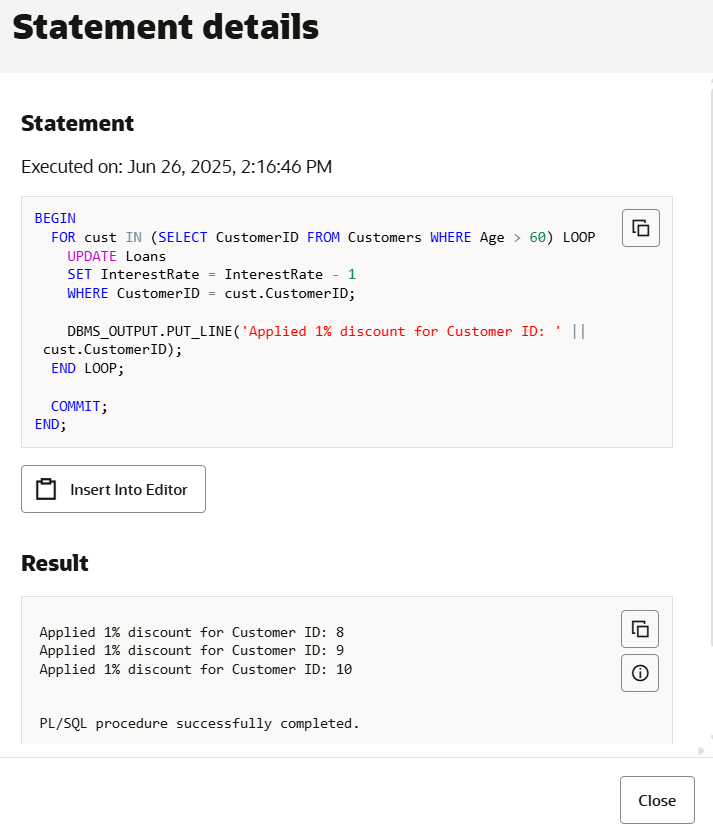 Statement details
Statement
Executed on: Jun 26, 2025, 2:16:46 PM
BEGIN
  FOR cust IN (SELECT CustomerID FROM Customers WHERE Age > 60) LOOP
    UPDATE Loans
    SET InterestRate = InterestRate - 1
    WHERE CustomerID = cust.CustomerID;
    DBMS_OUTPUT.PUT_LINE('Applied 1% discount for Customer ID: ' ||
 cust.CustomerID);
  END LOOP;
  COMMIT;
END;
Insert Into Editor
Result
Applied 1% discount for Customer ID: 8
Applied 1% discount for Customer ID: 9
Applied 1% discount for Customer ID: 10
PL/SQL procedure successfully completed.
Close